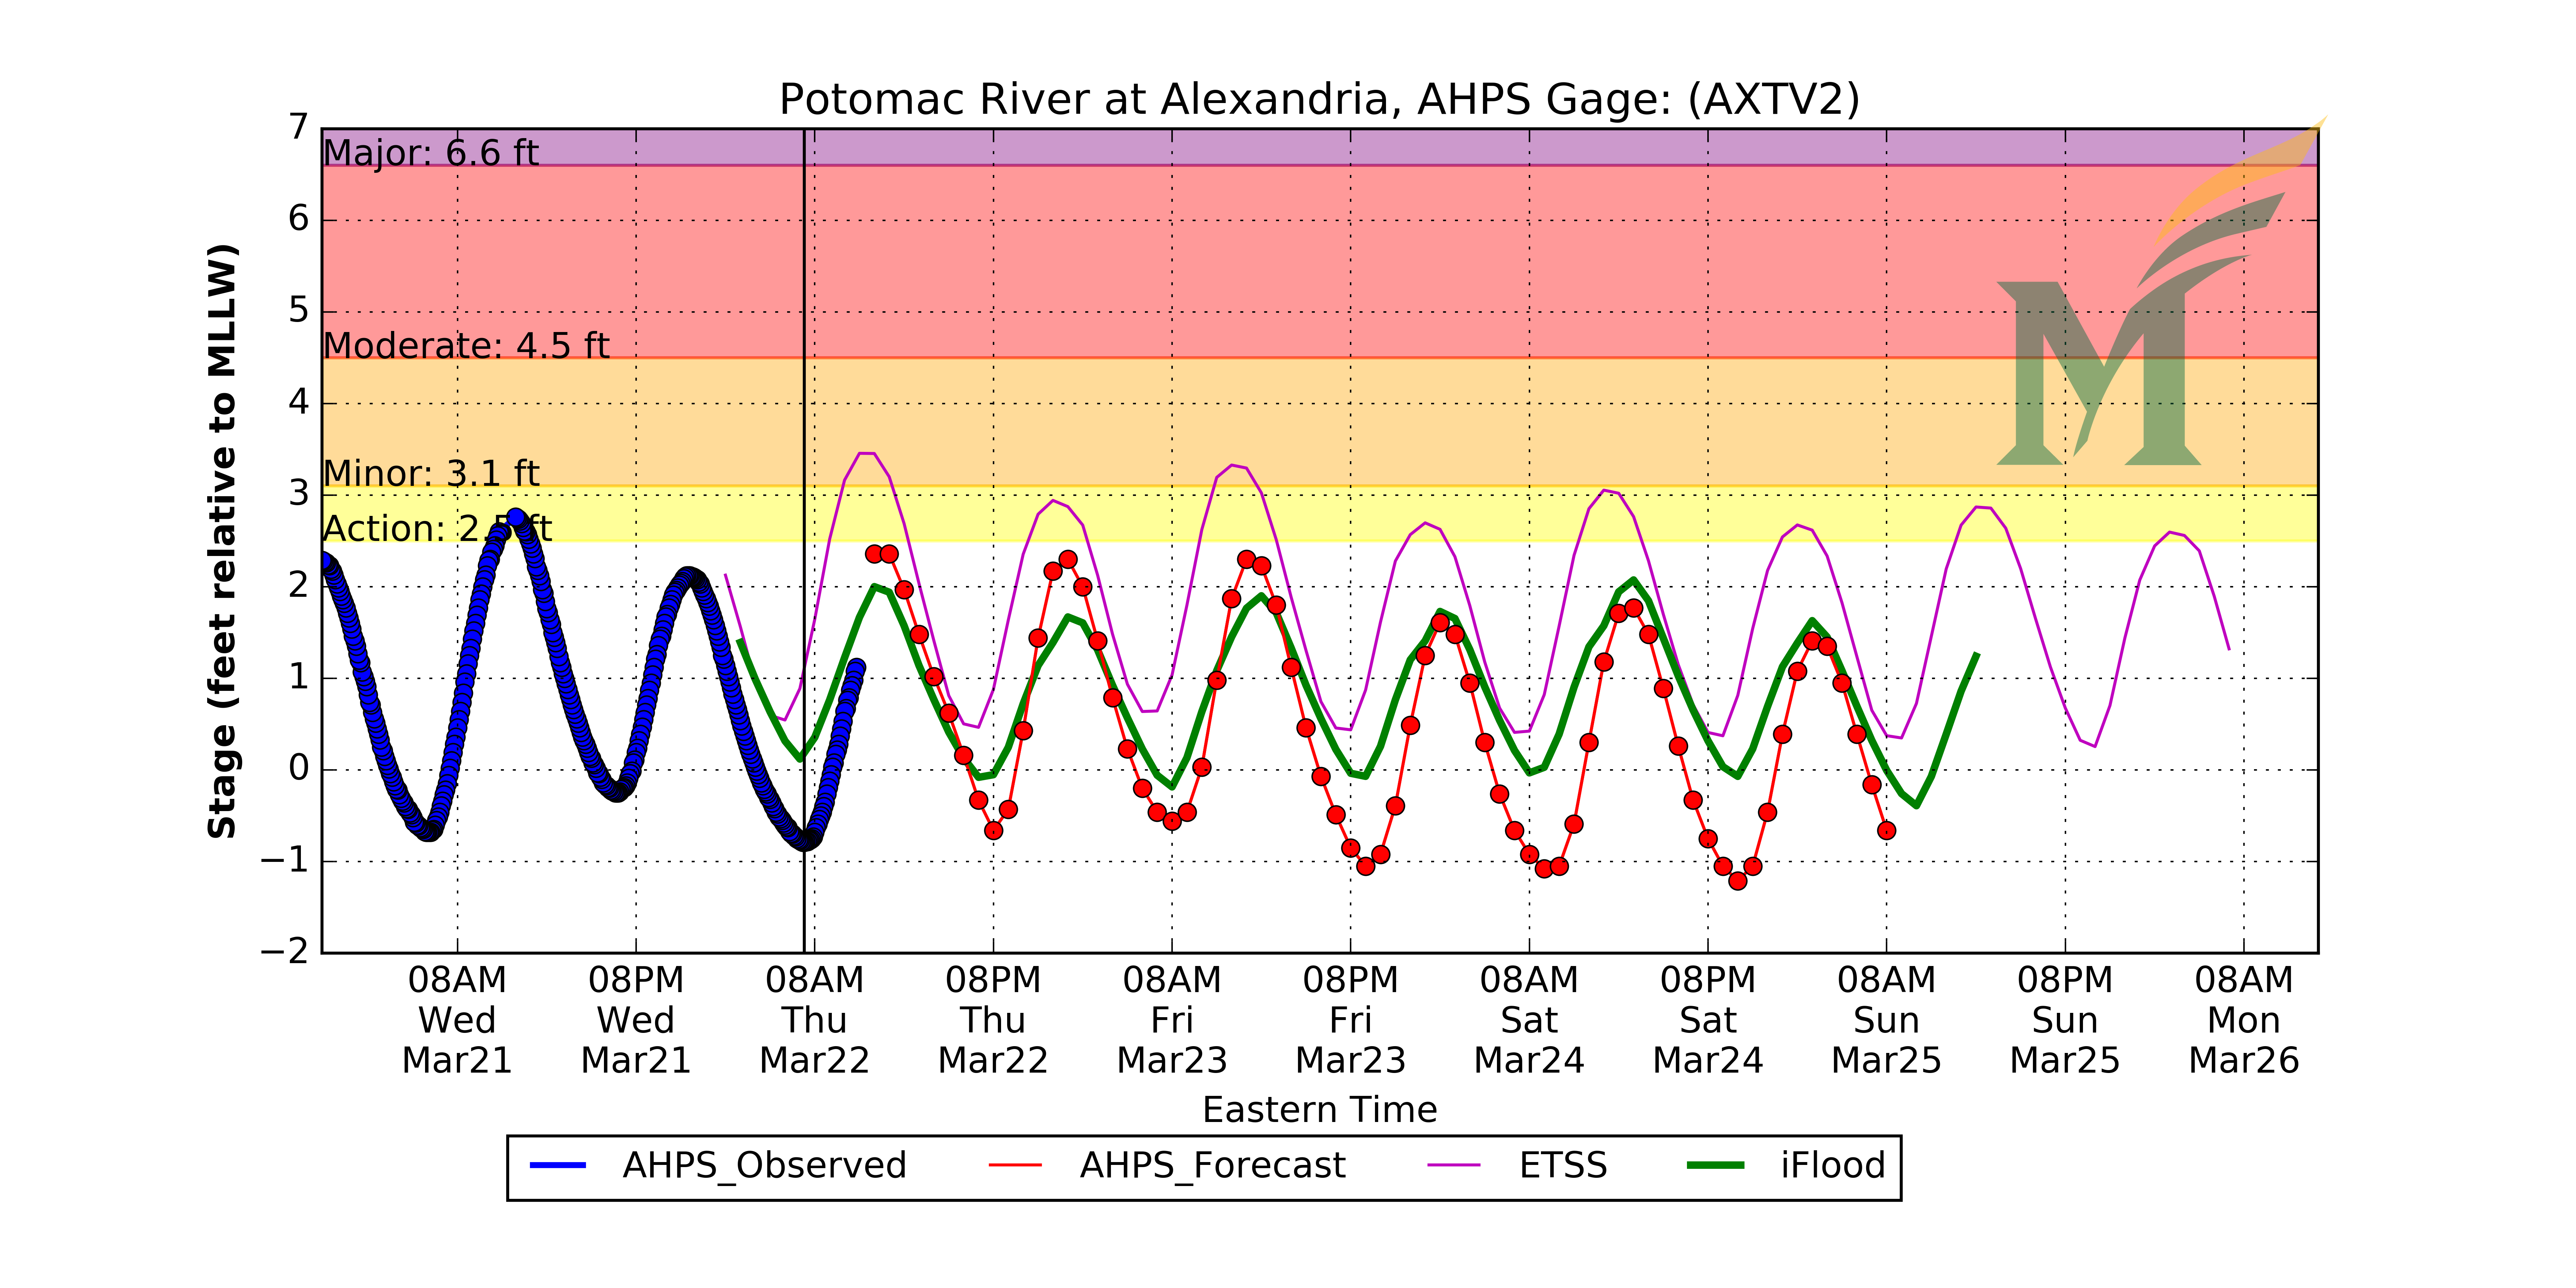 Potomac River at Alexandria, AHPS Gage: (AXTV2)
Stage (feet relative to MLLW)
7
6
5
4
3
2
1
0
−1
−2
Major: 6.6 ft
Moderate: 4.5 ft
Minor: 3.1 ft
Action: 2.5 ft
08AM 08PM 08AM 08PM 08AM 08PM 08AM 08PM 08AM 08PM 08AM
Wed Wed Thu Thu Fri Fri Sat Sat Sun Sun Mon
Mar21 Mar21 Mar22 Mar22 Mar23 Mar23 Mar24 Mar24 Mar25 Mar25 Mar26
Eastern Time
AHPS_Observed AHPS_Forecast ETSS iFlood